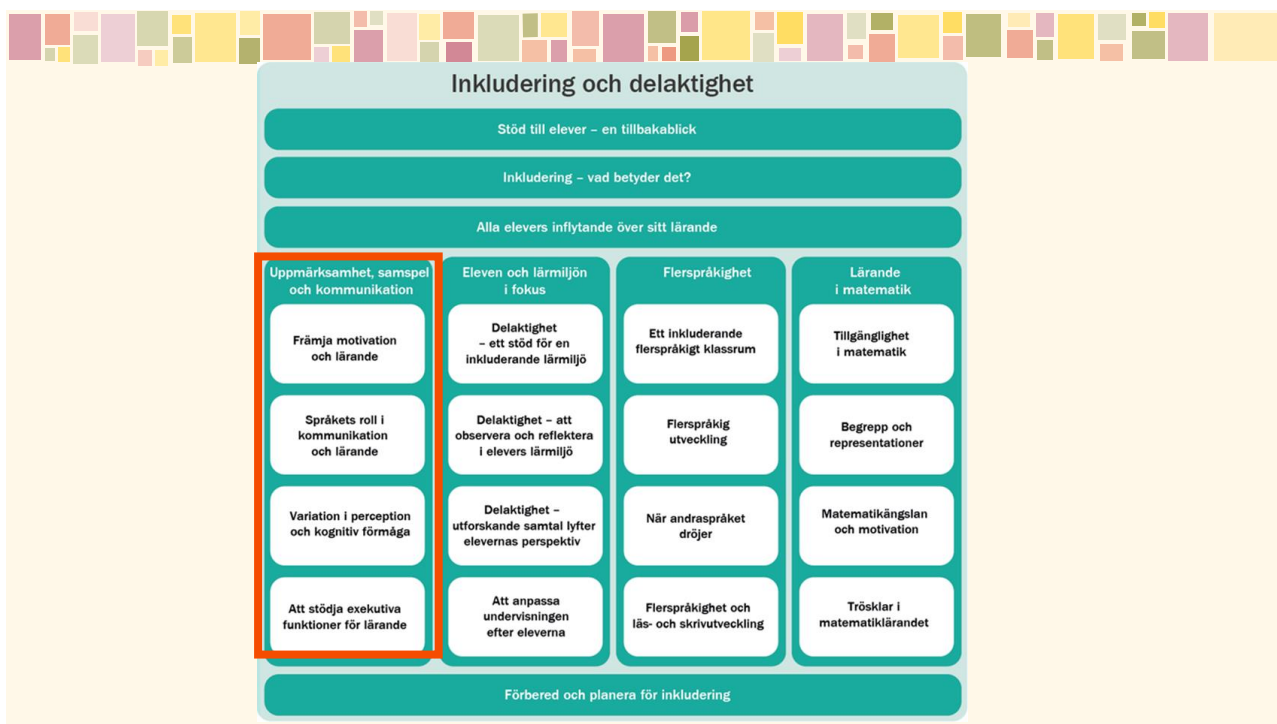 Inkludering och delaktighet
Stöd till elever – en tillbakablick
Inkludering – vad betyder det?
Alla elevers inflytande över sitt lärande
Uppmärksamhet, samspel
och kommunikation
Främja motivation
och lärande
Språkets roll i
kommunikation
och lärande
Variation i perception
och kognitiv förmåga
Att stödja exekutiva
funktioner för lärande
Eleven och lärmiljön
i fokus
Delaktighet
– ett stöd för en
inkluderande lärmiljö
Delaktighet – att
observera och reflektera
i elevers lärmiljö
Delaktighet –
utforskande samtal lyfter
elevernas perspektiv
Att anpassa
undervisningen
efter eleverna
Flerspråkighet
Ett inkluderande
flerspråkigt klassrum
Flerspråkig
utveckling
När andraspråket
dröjer
Flerspråkighet och
läs- och skrivutveckling
Lärande
i matematik
Tillgänglighet
i matematik
Begrepp och
representationer
Matematikängslan
och motivation
Trösklar i
matematiklärandet
Förbered och planera för inkludering